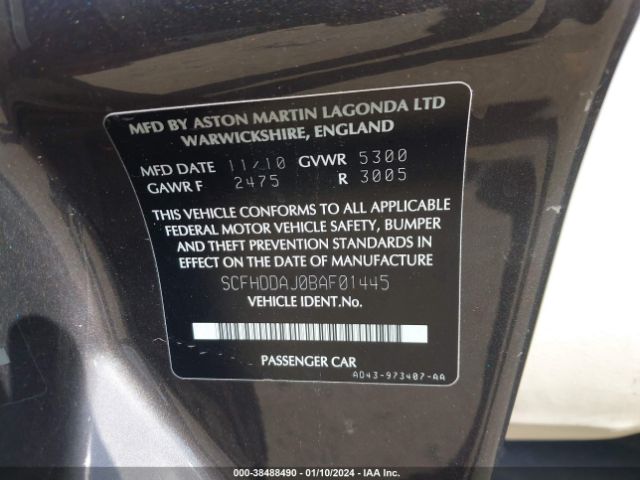 MFD BY ASTON MARTIN LAGONDA LTD
WARWICKSHIRE, ENGLAND
MFD DATE 11/10 GVWR 5300
GAWR F 2475 R 3005
THIS VEHICLE CONFORMS TO ALL APPLICABLE
FEDERAL MOTOR VEHICLE SAFETY, BUMPER
AND THEFT PREVENTION STANDARDS IN
EFFECT ON THE DATE OF MANUFACTURE
SCFHDDAJ0BAF01445
VEHICLE IDENT.No.
PASSENGER CAR
AD43-973407-AA
000-38488490 - 01/10/2024 - IAA Inc.